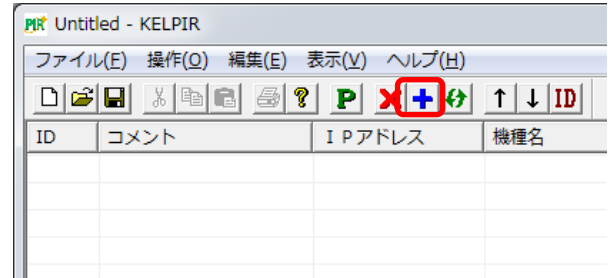 PIR Untitled - KELPIR
ファイル(F) 操作(O) 編集(E) 表示(V) ヘルプ(H)
? P ID
ID コメント ＩＰアドレス 機種名